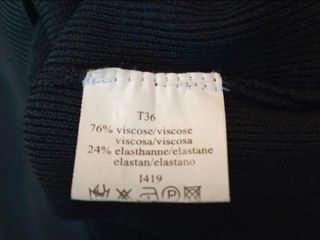 T36
76% viscose/viscose
viscosa/viscosa
24% elasthanne/elastane
elastan/elastano
I419
P